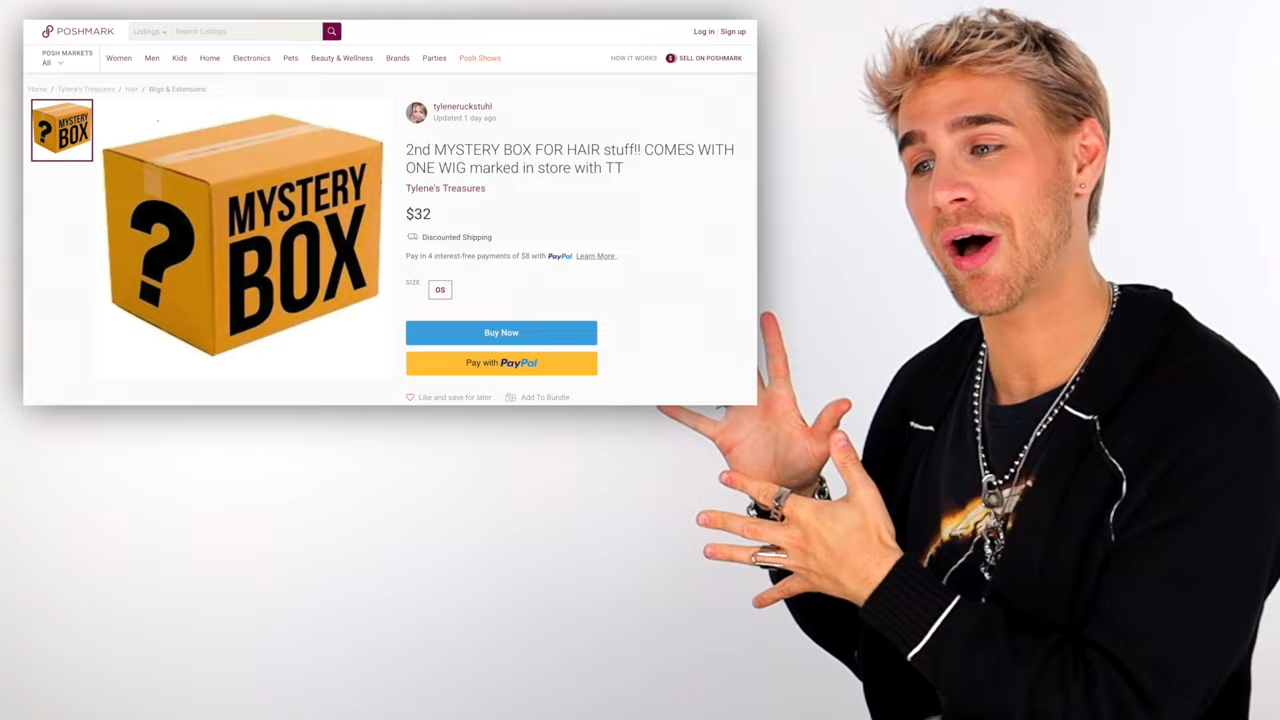 POSHMARK
Listings
Search Listings
Log in
Sign up
POSH MARKETS
All
Women
Men
Kids
Home
Electronics
Pets
Beauty & Wellness
Brands
Parties
Posh Shows
HOW IT WORKS
$ SELL ON POSHMARK
Home / Tylene's Treasures / Hair / Wigs & Extensions
? MYSTERY
BOX
? MYSTERY
BOX
tyleneruckstuhl
Updated 1 day ago
2nd MYSTERY BOX FOR HAIR stuff!! COMES WITH
ONE WIG marked in store with TT
Tylene's Treasures
$32
Discounted Shipping
Pay in 4 interest-free payments of $8 with PayPal. Learn More .
SIZE
OS
Buy Now
Pay with PayPal
Like and save for later
Add To Bundle